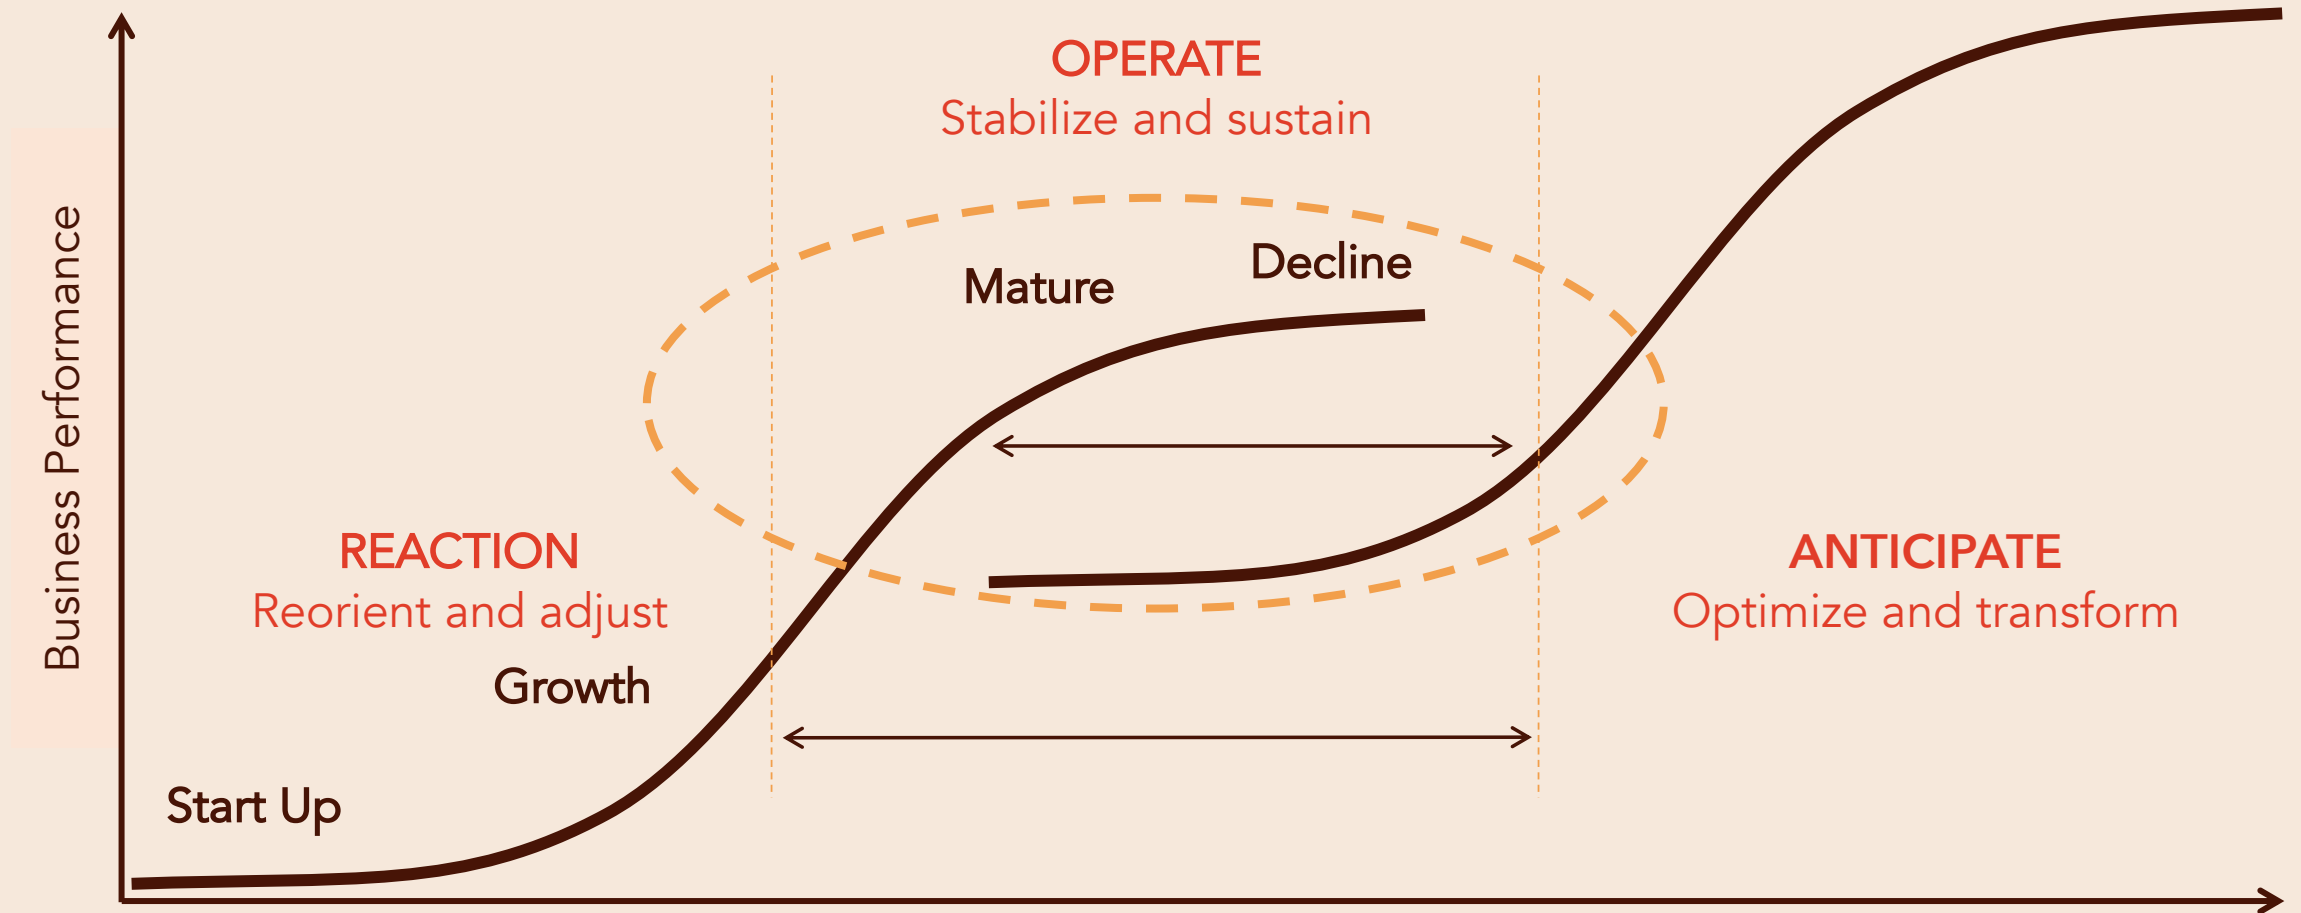 OPERATE
Stabilize and sustain
Business Performance
Decline
Mature
REACTION
Reorient and adjust
ANTICIPATE
Optimize and transform
Growth
Start Up